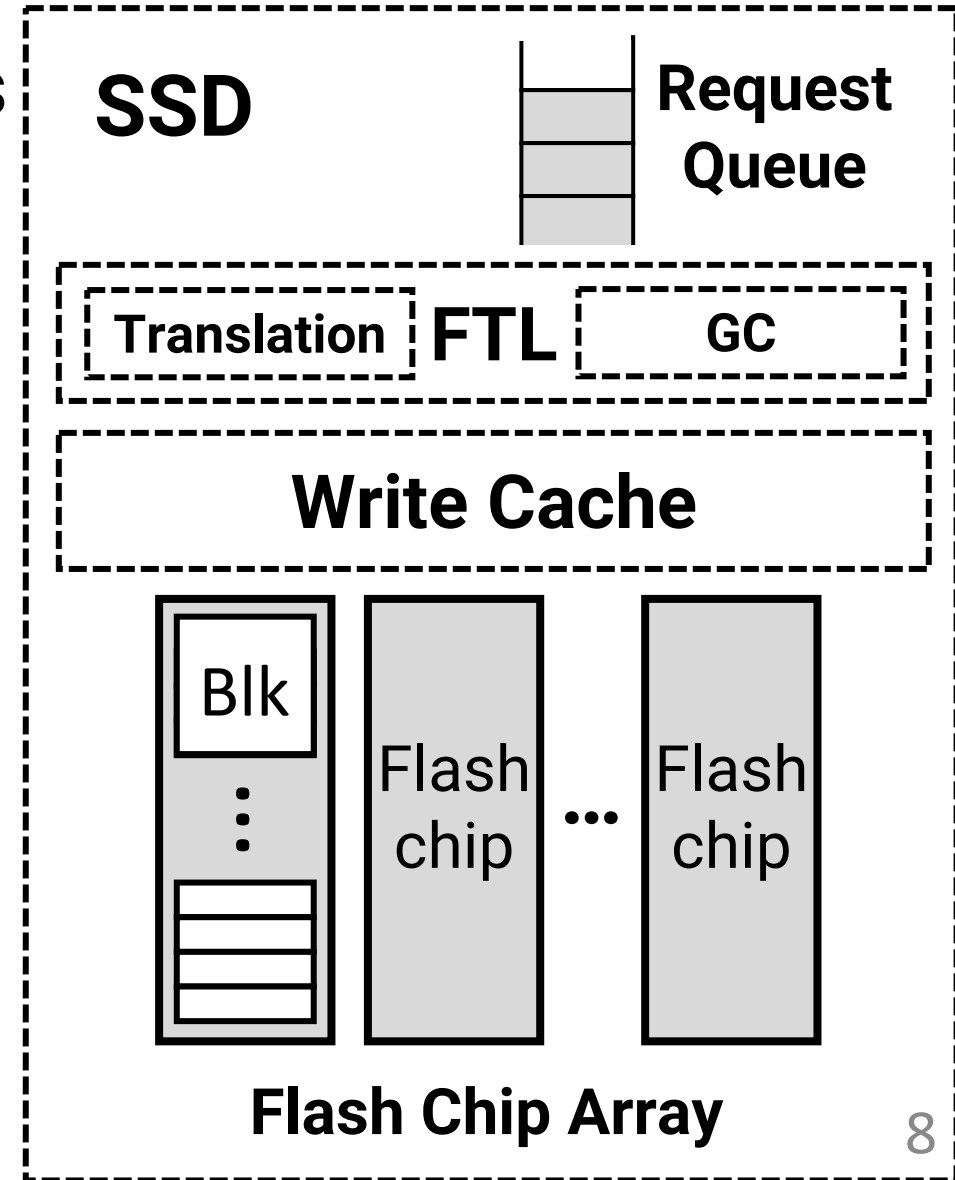 s
SSD
Request
Queue
Translation
FTL
GC
Write Cache
Blk
Flash
chip
...
Flash
chip
Flash Chip Array
8